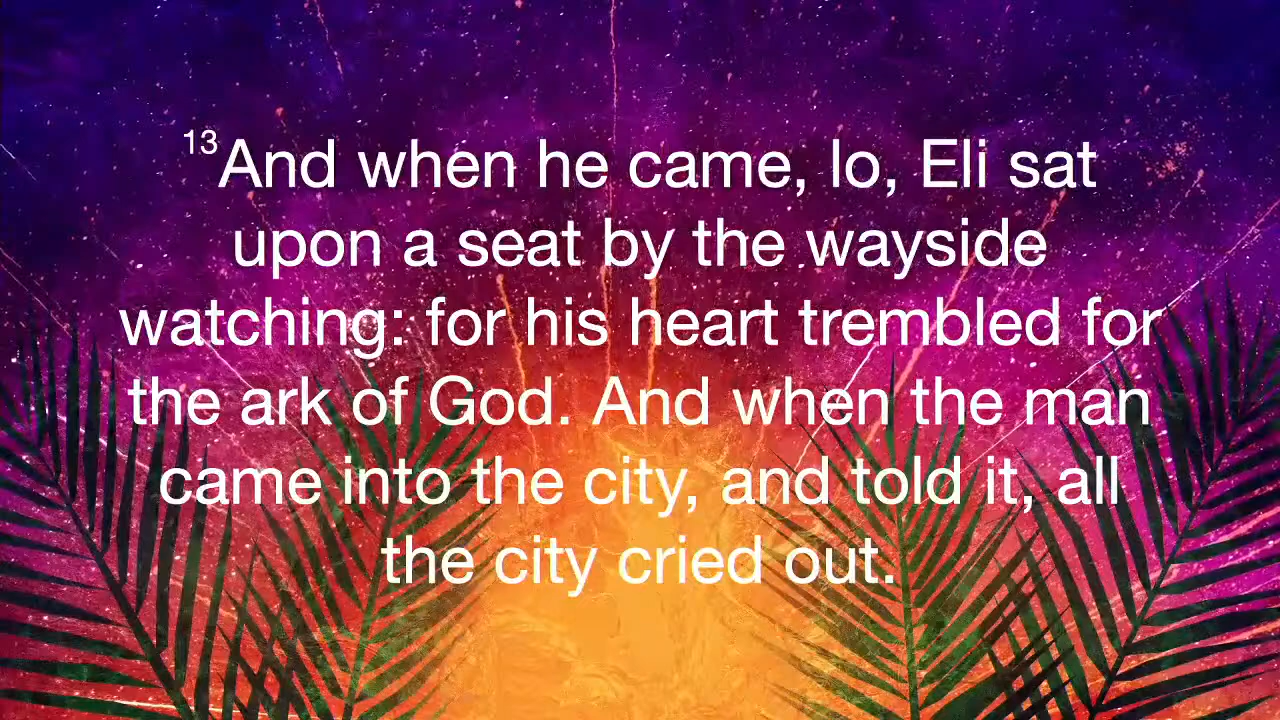 13And when he came, lo, Eli sat
upon a seat by the wayside
watching: for his heart trembled for
the ark of God. And when the man
came into the city, and told it, all
the city cried out.